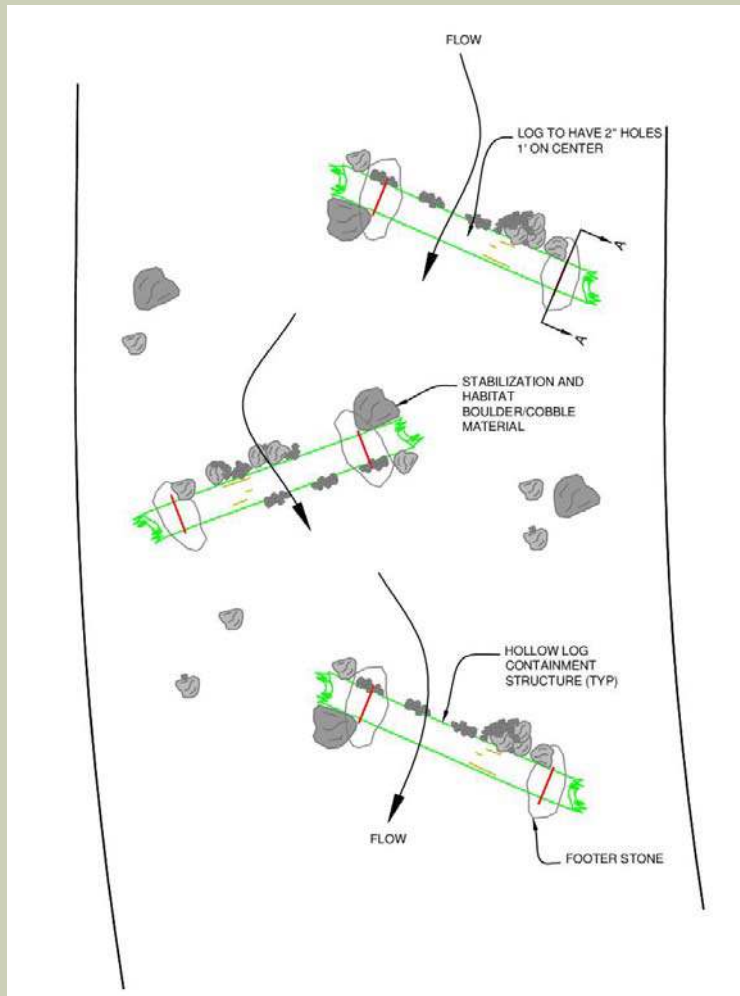 FLOW
LOG TO HAVE 2" HOLES
1' ON CENTER
A
A
STABILIZATION AND
HABITAT
BOULDER/COBBLE
MATERIAL
HOLLOW LOG
CONTAINMENT
STRUCTURE (TYP)
FLOW
FOOTER STONE